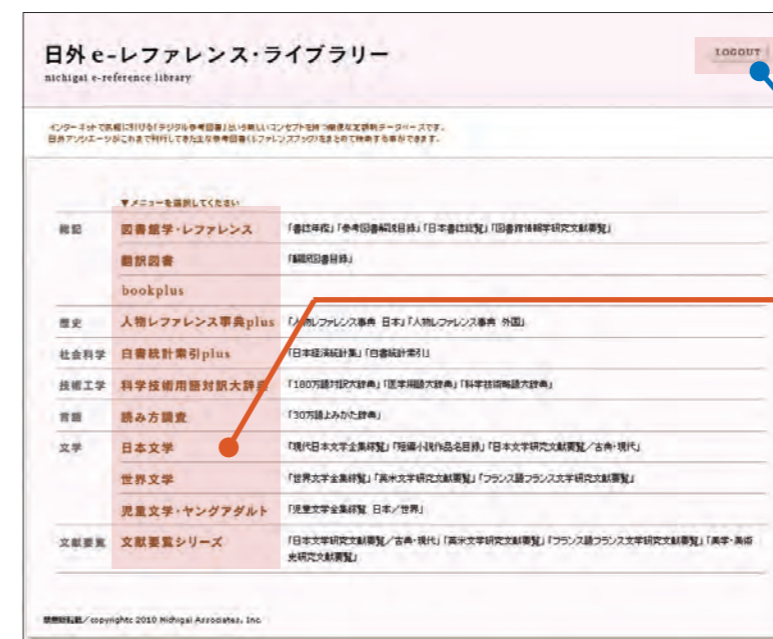 日外 e-レファレンス・ライブラリー
nichigai e-reference library
LOGOUT
インターネットで気軽に引ける「デジタル参考図書」という新しいコンセプトを持つ簡便な文献データベースです。
日外アソシエーツがこれまで刊行してきた主な参考図書(レファレンスブック)をまとめて検索する事ができます。
▼メニューを選択してください
総記 図書館学・レファレンス 「書誌年鑑」「参考図書解説目録」「日本書誌総覧」「図書館情報学研究文献要覧」
翻訳図書 「翻訳図書目録」
bookplus
歴史 人物レファレンス事典plus 「人物レファレンス事典 日本」「人物レファレンス事典 外国」
社会科学 白書統計索引plus 「日本経済統計集」「白書統計索引」
技術工学 科学技術用語対訳大辞典 「180万語対訳大辞典」「医学用語大辞典」「科学技術略語大辞典」
言語 読み方調査 「30万語よみかた辞典」
文学 日本文学 「現代日本文学全集綜覧」「短編小説作品名目録」「日本文学研究文献要覧/古典・現代」
世界文学 「世界文学全集綜覧」「英米文学研究文献要覧」「フランス語フランス文学研究文献要覧」
児童文学・ヤングアダルト 「児童文学全集綜覧 日本/世界」
文献要覧 文献要覧シリーズ 「日本文学研究文献要覧/古典・現代」「英米文学研究文献要覧」「フランス語フランス文学研究文献要覧」「美学・美術
史研究文献要覧」
禁無断転載/copyrights 2010 Nichigai Associates, Inc.